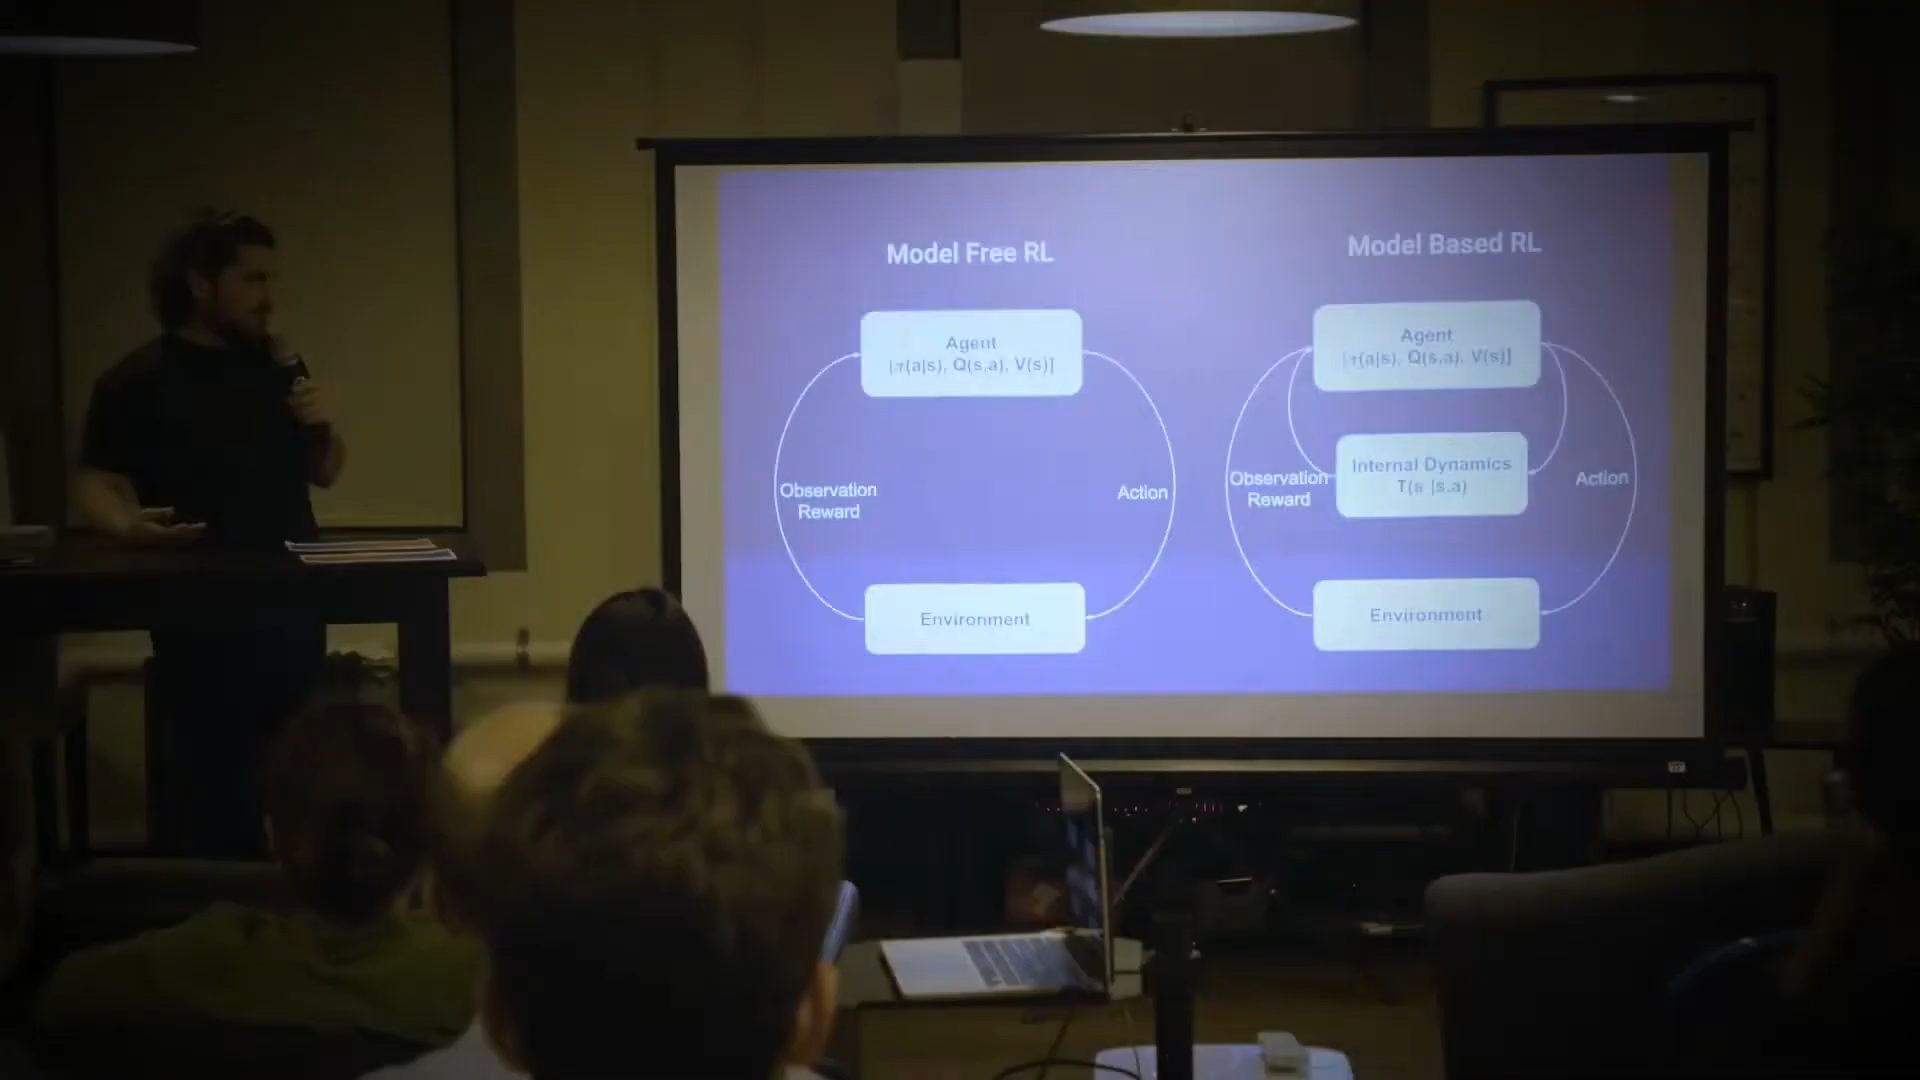 Model Free RL
Agent
[π(a|s), Q(s,a), V(s)]
Observation
Reward
Action
Environment
Model Based RL
Agent
[π(a|s), Q(s,a), V(s)]
Observation
Reward
Internal Dynamics
T(s |s,a)
Action
Environment